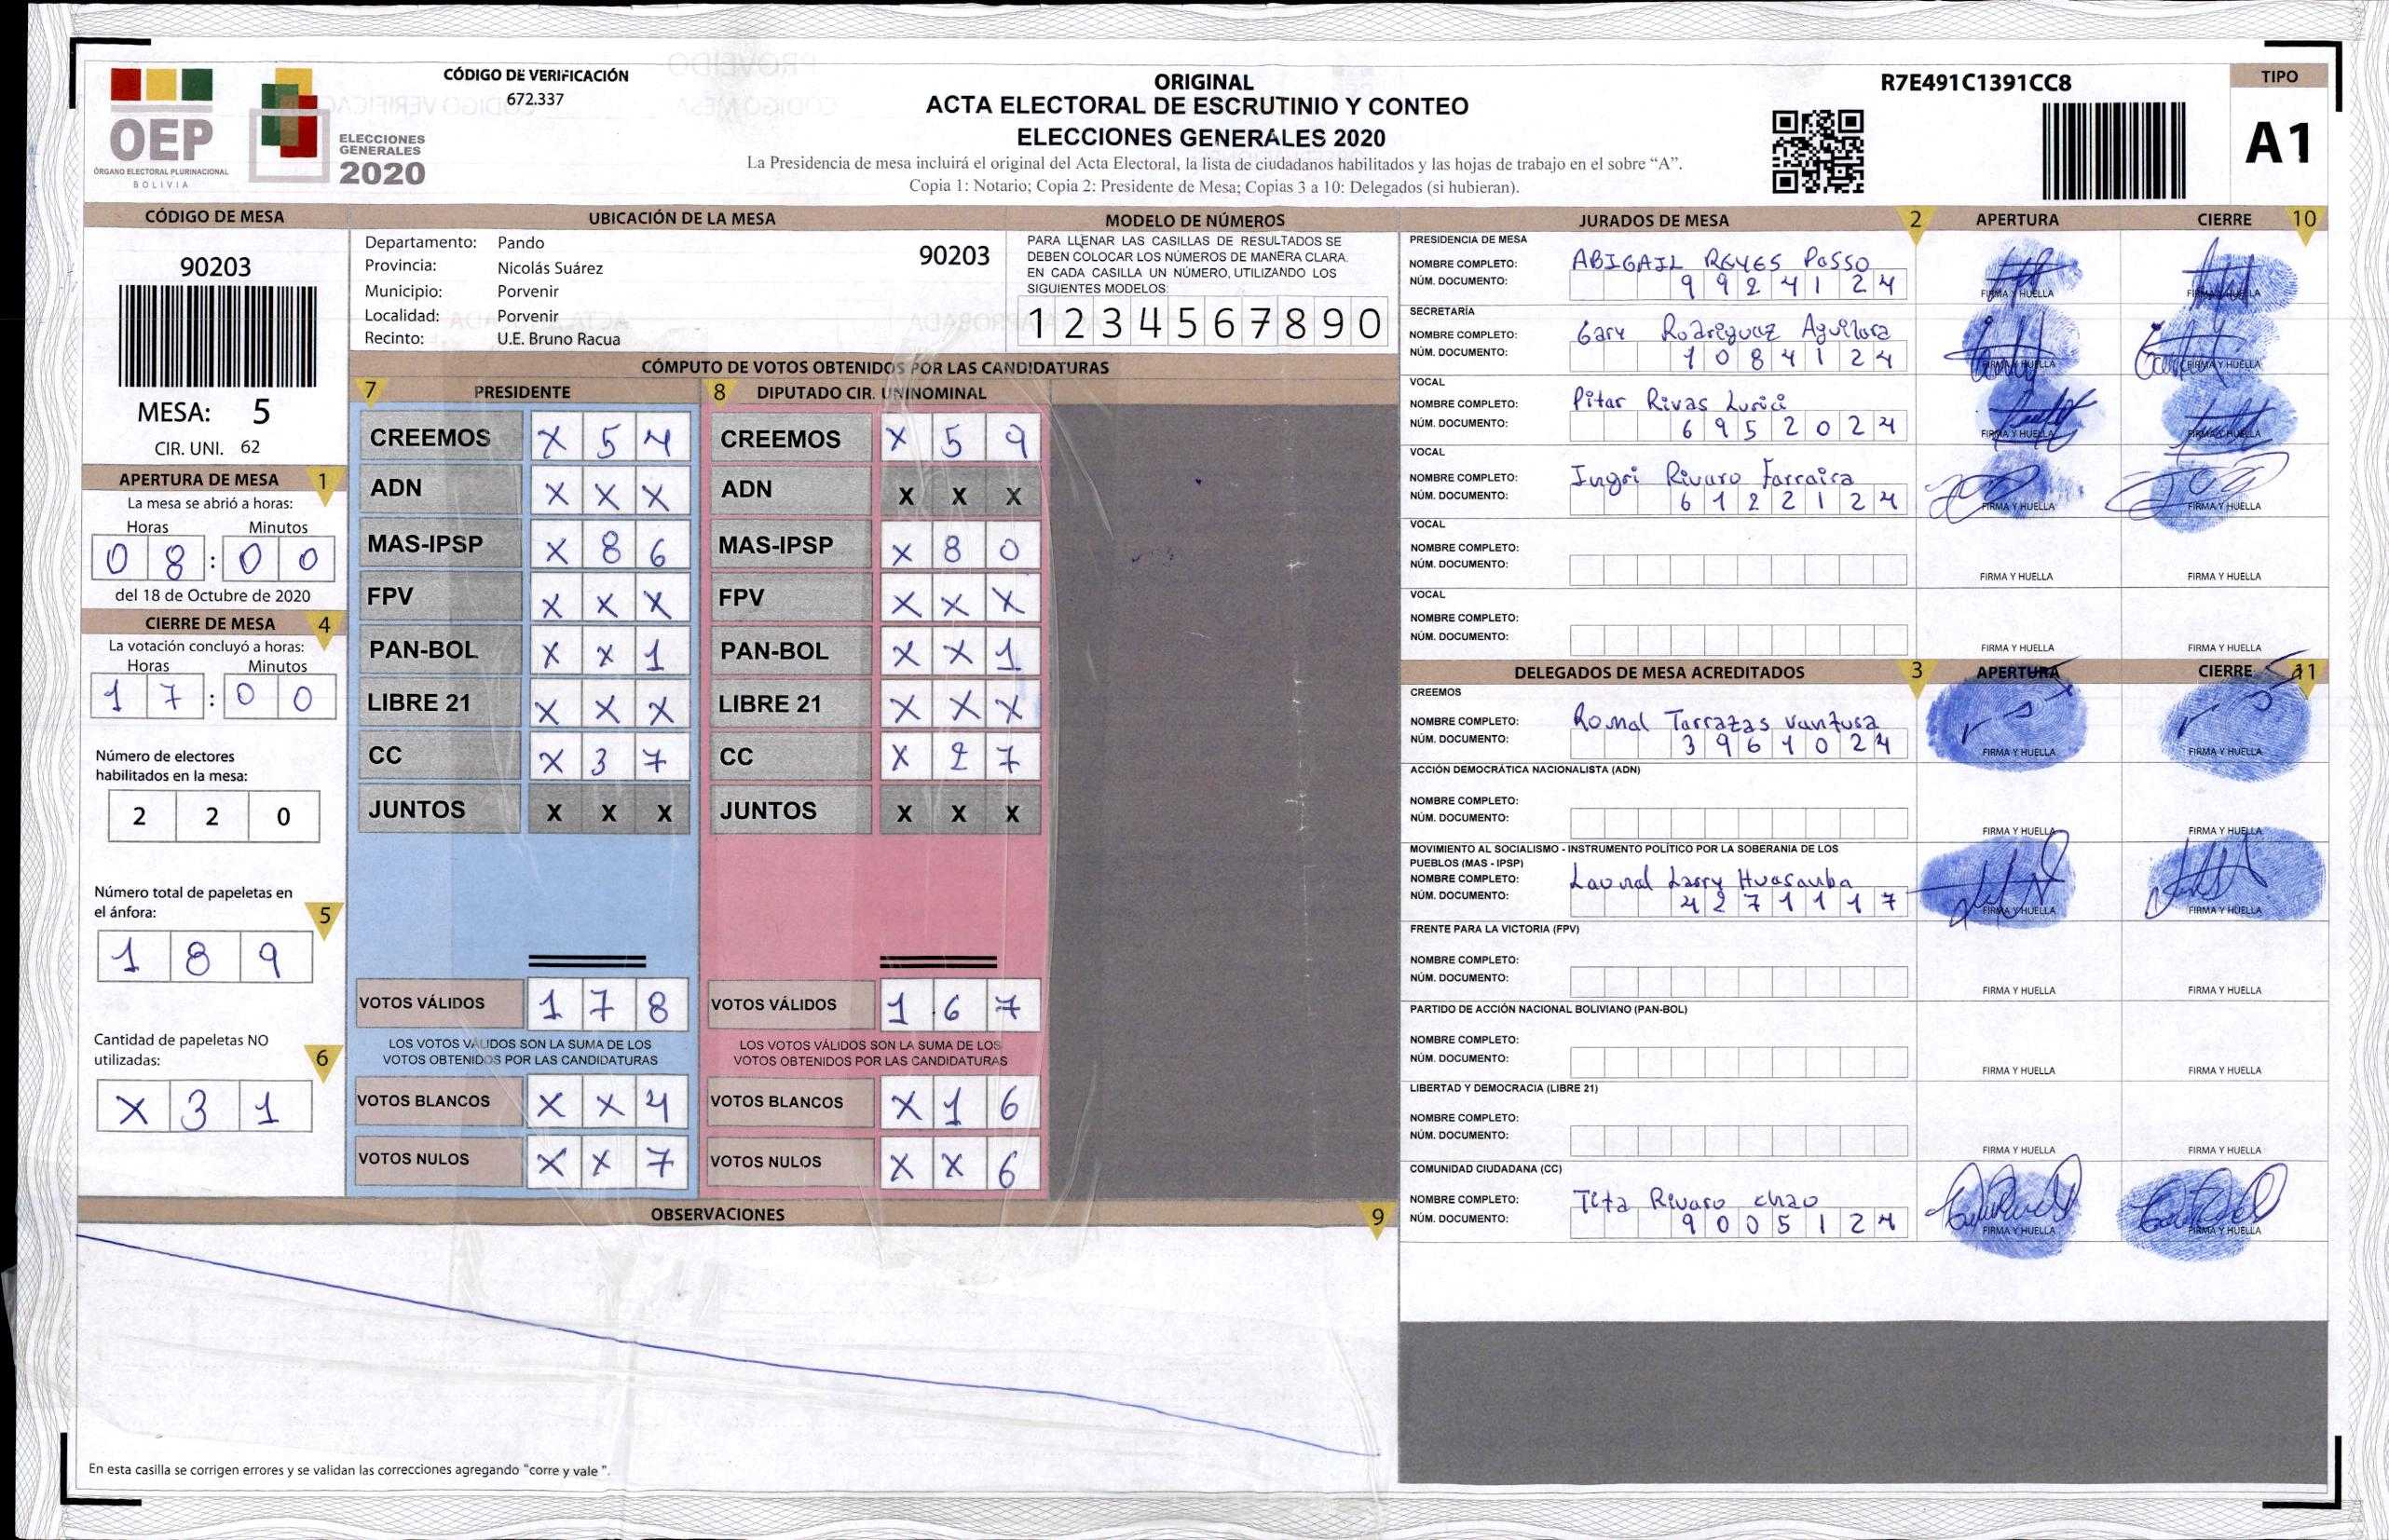 OEP
ÓRGANO ELECTORAL PLURINACIONAL
BOLIVIA
ELECCIONES
GENERALES
2020
CÓDIGO DE VERIFICACIÓN
672.337
ORIGINAL
ACTA ELECTORAL DE ESCRUTINIO Y CONTEO
ELECCIONES GENERALES 2020
La Presidencia de mesa incluirá el original del Acta Electoral, la lista de ciudadanos habilitados y las hojas de trabajo en el sobre “A”.
Copia 1: Notario; Copia 2: Presidente de Mesa; Copias 3 a 10: Delegados (si hubieran).
R7E491C1391CC8
TIPO
A1
CÓDIGO DE MESA
90203
MESA: 5
CIR. UNI. 62
APERTURA DE MESA 1
La mesa se abrió a horas:
Horas Minutos
0 8 : 0 0
del 18 de Octubre de 2020
CIERRE DE MESA 4
La votación concluyó a horas:
Horas Minutos
1 7 : 0 0
Número de electores
habilitados en la mesa:
2 2 0
Número total de papeletas en
el ánfora: 5
1 8 9
Cantidad de papeletas NO
utilizadas: 6
X 3 1
UBICACIÓN DE LA MESA
Departamento: Pando 90203
Provincia: Nicolás Suárez
Municipio: Porvenir
Localidad: Porvenir
Recinto: U.E. Bruno Racua
MODELO DE NÚMEROS
PARA LLENAR LAS CASILLAS DE RESULTADOS SE
DEBEN COLOCAR LOS NÚMEROS DE MANERA CLARA.
EN CADA CASILLA UN NÚMERO, UTILIZANDO LOS
SIGUIENTES MODELOS:
1 2 3 4 5 6 7 8 9 0
CÓMPUTO DE VOTOS OBTENIDOS POR LAS CANDIDATURAS
7 PRESIDENTE
CREEMOS X 5 4
ADN X X X
MAS-IPSP X 8 6
FPV X X X
PAN-BOL X X 1
LIBRE 21 X X X
CC X 3 7
JUNTOS X X X
VOTOS VÁLIDOS 1 7 8
LOS VOTOS VÁLIDOS SON LA SUMA DE LOS
VOTOS OBTENIDOS POR LAS CANDIDATURAS
VOTOS BLANCOS X X 4
VOTOS NULOS X X 7
8 DIPUTADO CIR. UNINOMINAL
CREEMOS X 5 9
ADN X X X
MAS-IPSP X 8 0
FPV X X X
PAN-BOL X X 1
LIBRE 21 X X X
CC X 2 7
JUNTOS X X X
VOTOS VÁLIDOS 1 6 7
LOS VOTOS VÁLIDOS SON LA SUMA DE LOS
VOTOS OBTENIDOS POR LAS CANDIDATURAS
VOTOS BLANCOS X 1 6
VOTOS NULOS X X 6
OBSERVACIONES 9
En esta casilla se corrigen errores y se validan las correcciones agregando "corre y vale ".
JURADOS DE MESA 2 APERTURA CIERRE 10
PRESIDENCIA DE MESA
NOMBRE COMPLETO: ABIGAIL REYES POSSO
NÚM. DOCUMENTO: 9 9 2 4 1 2 4
FIRMA Y HUELLA FIRMA Y HUELLA
SECRETARÍA
NOMBRE COMPLETO: Gary Rodriguez Aguilera
NÚM. DOCUMENTO: 1 0 8 4 1 2 4
FIRMA Y HUELLA FIRMA Y HUELLA
VOCAL
NOMBRE COMPLETO: Pitar Rivas
NÚM. DOCUMENTO: 6 9 5 2 0 2 4
FIRMA Y HUELLA FIRMA Y HUELLA
VOCAL
NOMBRE COMPLETO: Ingri Rivaro Farraira
NÚM. DOCUMENTO: 6 1 2 2 1 2 4
FIRMA Y HUELLA FIRMA Y HUELLA
VOCAL
NOMBRE COMPLETO:
NÚM. DOCUMENTO:
FIRMA Y HUELLA FIRMA Y HUELLA
VOCAL
NOMBRE COMPLETO:
NÚM. DOCUMENTO:
FIRMA Y HUELLA FIRMA Y HUELLA
DELEGADOS DE MESA ACREDITADOS 3 APERTURA CIERRE 11
CREEMOS
NOMBRE COMPLETO: Romal Tarrazas Vantusa
NÚM. DOCUMENTO: 3 9 6 1 0 2 4
FIRMA Y HUELLA FIRMA Y HUELLA
ACCIÓN DEMOCRÁTICA NACIONALISTA (ADN)
NOMBRE COMPLETO:
NÚM. DOCUMENTO:
FIRMA Y HUELLA FIRMA Y HUELLA
MOVIMIENTO AL SOCIALISMO - INSTRUMENTO POLÍTICO POR LA SOBERANIA DE LOS
PUEBLOS (MAS - IPSP)
NOMBRE COMPLETO: Larry
NÚM. DOCUMENTO: 4 2 7 1 1 1 7
FIRMA Y HUELLA FIRMA Y HUELLA
FRENTE PARA LA VICTORIA (FPV)
NOMBRE COMPLETO:
NÚM. DOCUMENTO:
FIRMA Y HUELLA FIRMA Y HUELLA
PARTIDO DE ACCIÓN NACIONAL BOLIVIANO (PAN-BOL)
NOMBRE COMPLETO:
NÚM. DOCUMENTO:
FIRMA Y HUELLA FIRMA Y HUELLA
LIBERTAD Y DEMOCRACIA (LIBRE 21)
NOMBRE COMPLETO:
NÚM. DOCUMENTO:
FIRMA Y HUELLA FIRMA Y HUELLA
COMUNIDAD CIUDADANA (CC)
NOMBRE COMPLETO: Tita Rivaro chao
NÚM. DOCUMENTO: 9 0 0 5 1 2 4
FIRMA Y HUELLA FIRMA Y HUELLA